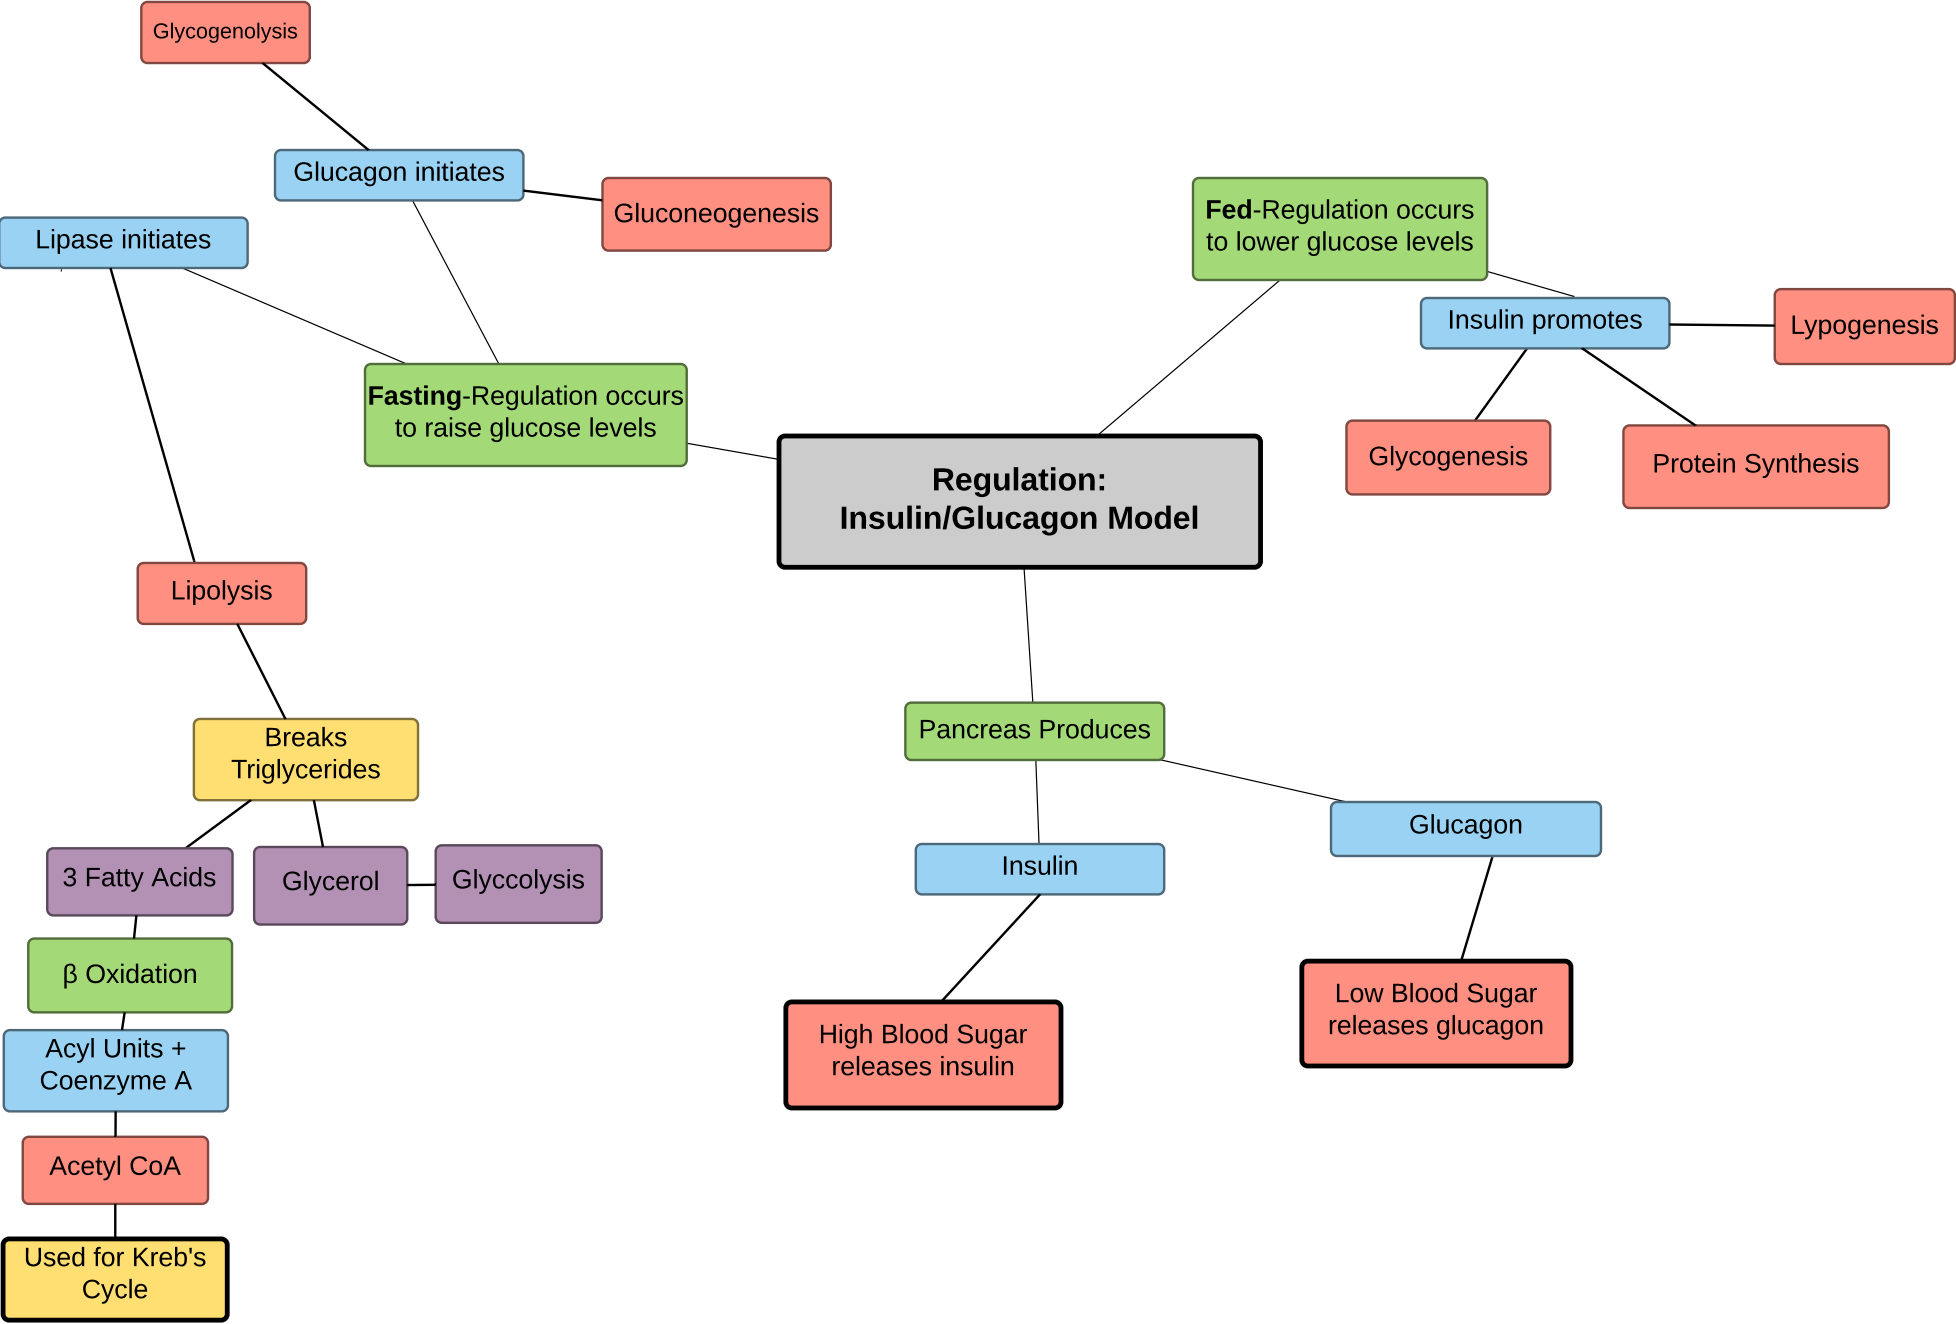 Glycogenolysis
Glucagon initiates
Gluconeogenesis
Lipase initiates
Fed-Regulation occurs
to lower glucose levels
Insulin promotes
Lypogenesis
Fasting-Regulation occurs
to raise glucose levels
Glycogenesis
Protein Synthesis
Regulation:
Insulin/Glucagon Model
Lipolysis
Breaks
Triglycerides
Pancreas Produces
3 Fatty Acids
Glycerol
Glyccolysis
Insulin
Glucagon
β Oxidation
Acyl Units +
Coenzyme A
High Blood Sugar
releases insulin
Low Blood Sugar
releases glucagon
Acetyl CoA
Used for Kreb's
Cycle